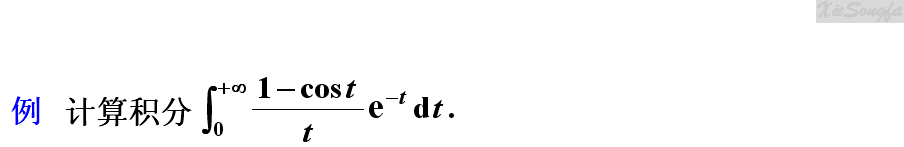 XieSongfa
例 计算积分 ∫₀⁺∞ (1−cos t)/t e⁻ᵗ dt.